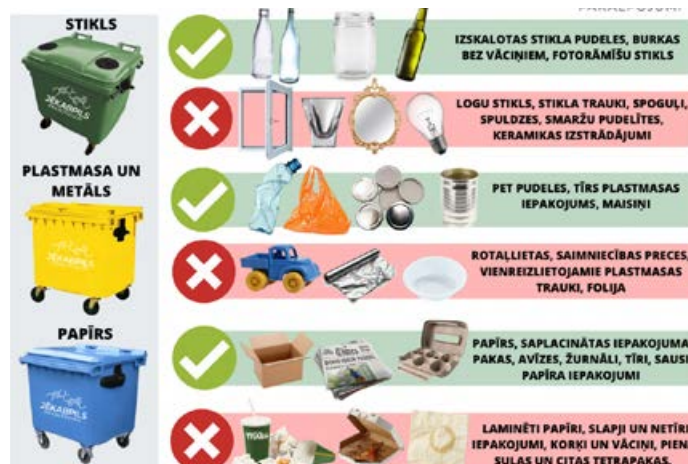 STIKLS
IZSKALOTAS STIKLA PUDELES, BURKAS
BEZ VĀCIŅIEM, FOTORĀMĪŠU STIKLS
JĒKABPILS
LOGU STIKLS, STIKLA TRAUKI, SPOGUĻI,
SPULDZES, SMARŽU PUDELĪTES,
KERAMIKAS IZSTRĀDĀJUMI
PLASTMASA UN
METĀLS
PET PUDELES, TĪRS PLASTMASAS
IEPAKOJUMS, MAISIŅI
JĒKABPILS
ROTAĻLIETAS, SAIMNIECĪBAS PRECES,
VIENREIZLIETOJAMIE PLASTMASAS
TRAUKI, FOLIJA
PAPĪRS
PAPĪRS, SAPLACINĀTAS IEPAKOJUMA
PAKAS, AVĪZES, ŽURNĀLI, TĪRI, SAUSI
PAPĪRA IEPAKOJUMI
JĒKABPILS
LAMINĒTI PAPĪRI, SLAPJI UN NETĪRI
IEPAKOJUMI, KORĶI UN VĀCIŅI, PIENA
SULAS UN CITAS TETRAPAKAS,